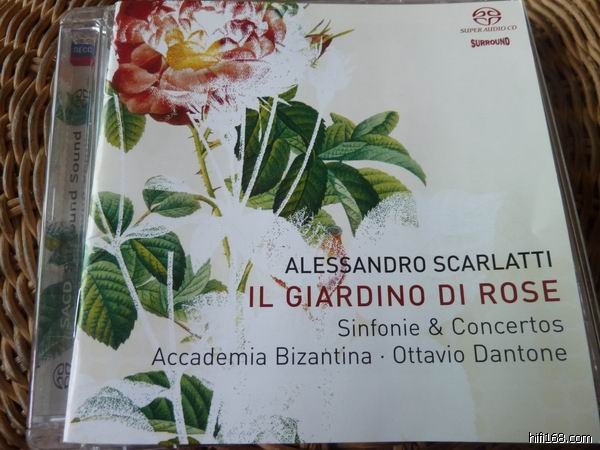 SUPER AUDIO CD
SURROUND
DECCA
SACD Surround Sound
ALESSANDRO SCARLATTI
IL GIARDINO DI ROSE
Sinfonie & Concertos
Accademia Bizantina · Ottavio Dantone
hifi168.com